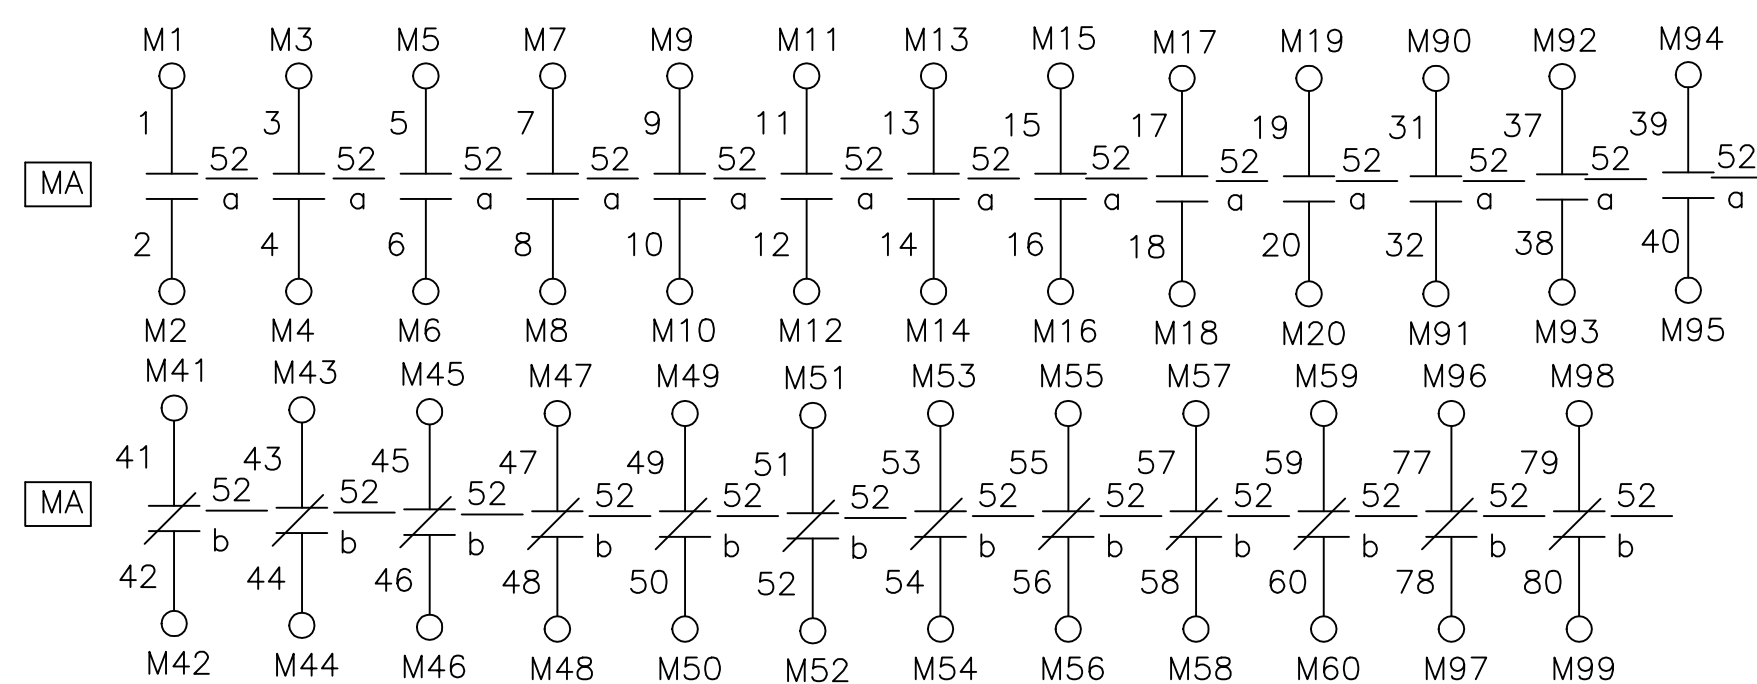 M1 M3 M5 M7 M9 M11 M13 M15 M17 M19 M90 M92 M94
1 3 5 7 9 11 13 15 17 19 31 37 39
52 52 52 52 52 52 52 52 52 52 52 52 52
MA
a a a a a a a a a a a a a
2 4 6 8 10 12 14 16 18 20 32 38 40
M2 M4 M6 M8 M10 M12 M14 M16 M18 M20 M91 M93 M95
M41 M43 M45 M47 M49 M51 M53 M55 M57 M59 M96 M98
41 43 45 47 49 51 53 55 57 59 77 79
52 52 52 52 52 52 52 52 52 52 52 52
MA
b b b b b b b b b b b b
42 44 46 48 50 52 54 56 58 60 78 80
M42 M44 M46 M48 M50 M52 M54 M56 M58 M60 M97 M99